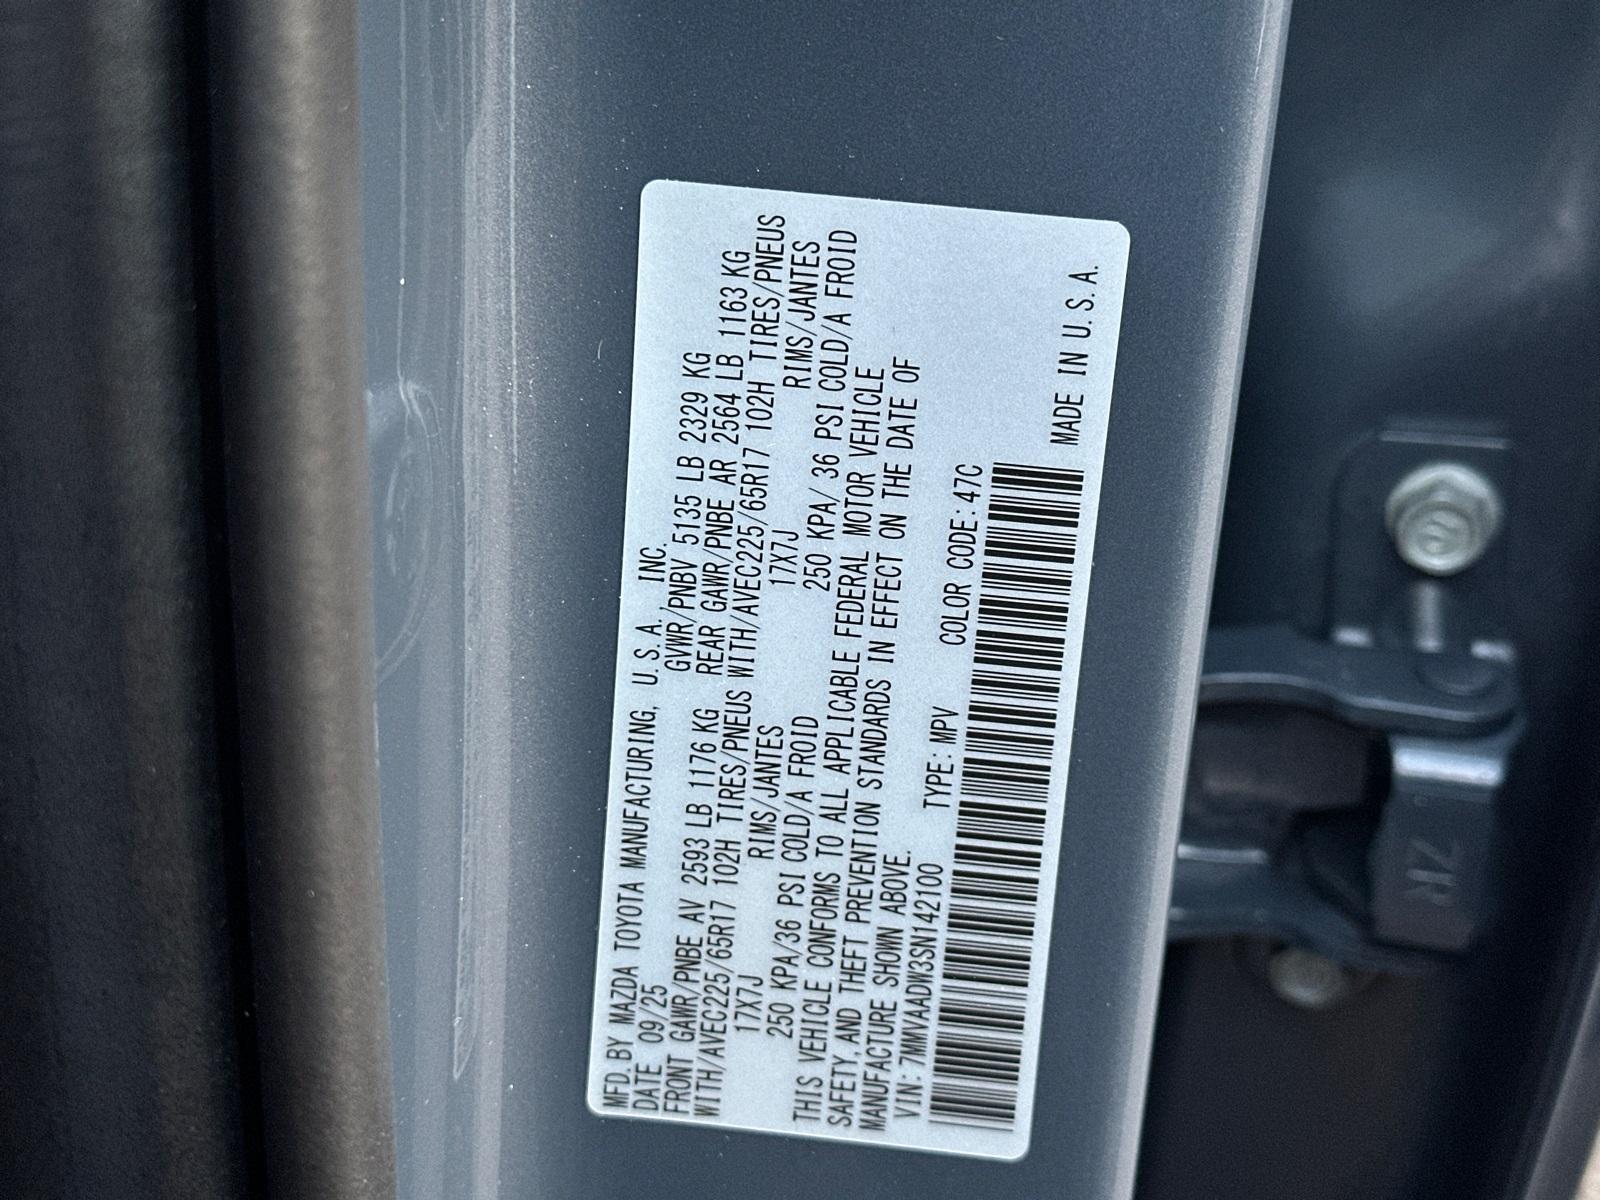 MFD. BY MAZDA TOYOTA MANUFACTURING, U.S.A., INC.
DATE 09/25 GVWR/PNBV 5135 LB 2329 KG
FRONT GAWR/PNBE AV 2593 LB 1176 KG REAR GAWR/PNBE AR 2564 LB 1163 KG
WITH/AVEC225/65R17 102H TIRES/PNEUS WITH/AVEC225/65R17 102H TIRES/PNEUS
17X7J RIMS/JANTES 17X7J RIMS/JANTES
250 KPA/36 PSI COLD/A FROID 250 KPA/ 36 PSI COLD/A FROID
THIS VEHICLE CONFORMS TO ALL APPLICABLE FEDERAL MOTOR VEHICLE
SAFETY, AND THEFT PREVENTION STANDARDS IN EFFECT ON THE DATE OF
MANUFACTURE SHOWN ABOVE.
VIN: 7MMVAADW3SN142100 TYPE: MPV COLOR CODE: 47C
MADE IN U.S.A.
ZR